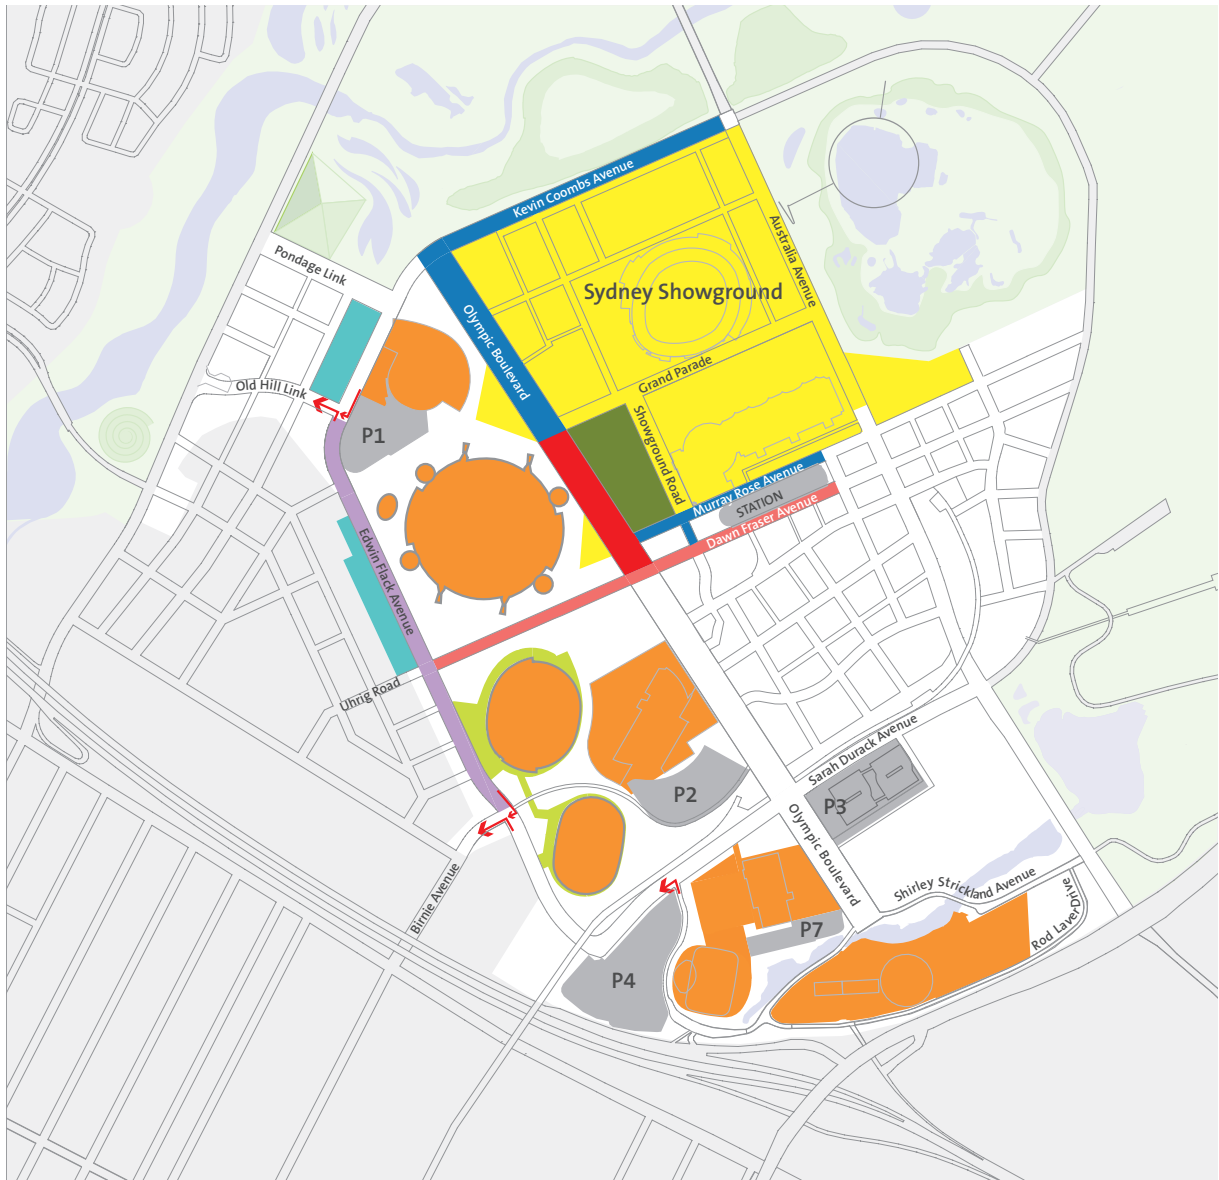 Kevin Coombs Avenue
Pondage Link
Australia Avenue
Sydney Showground
Olympic Boulevard
Grand Parade
Old Hill Link
P1
Showground Road
Murray Rose Avenue
STATION
Dawn Fraser Avenue
Edwin Flack Avenue
Uhrig Road
Sarah Durack Avenue
P2
P3
Olympic Boulevard
Birnie Avenue
Shirley Strickland Avenue
Rod Laver Drive
P7
P4